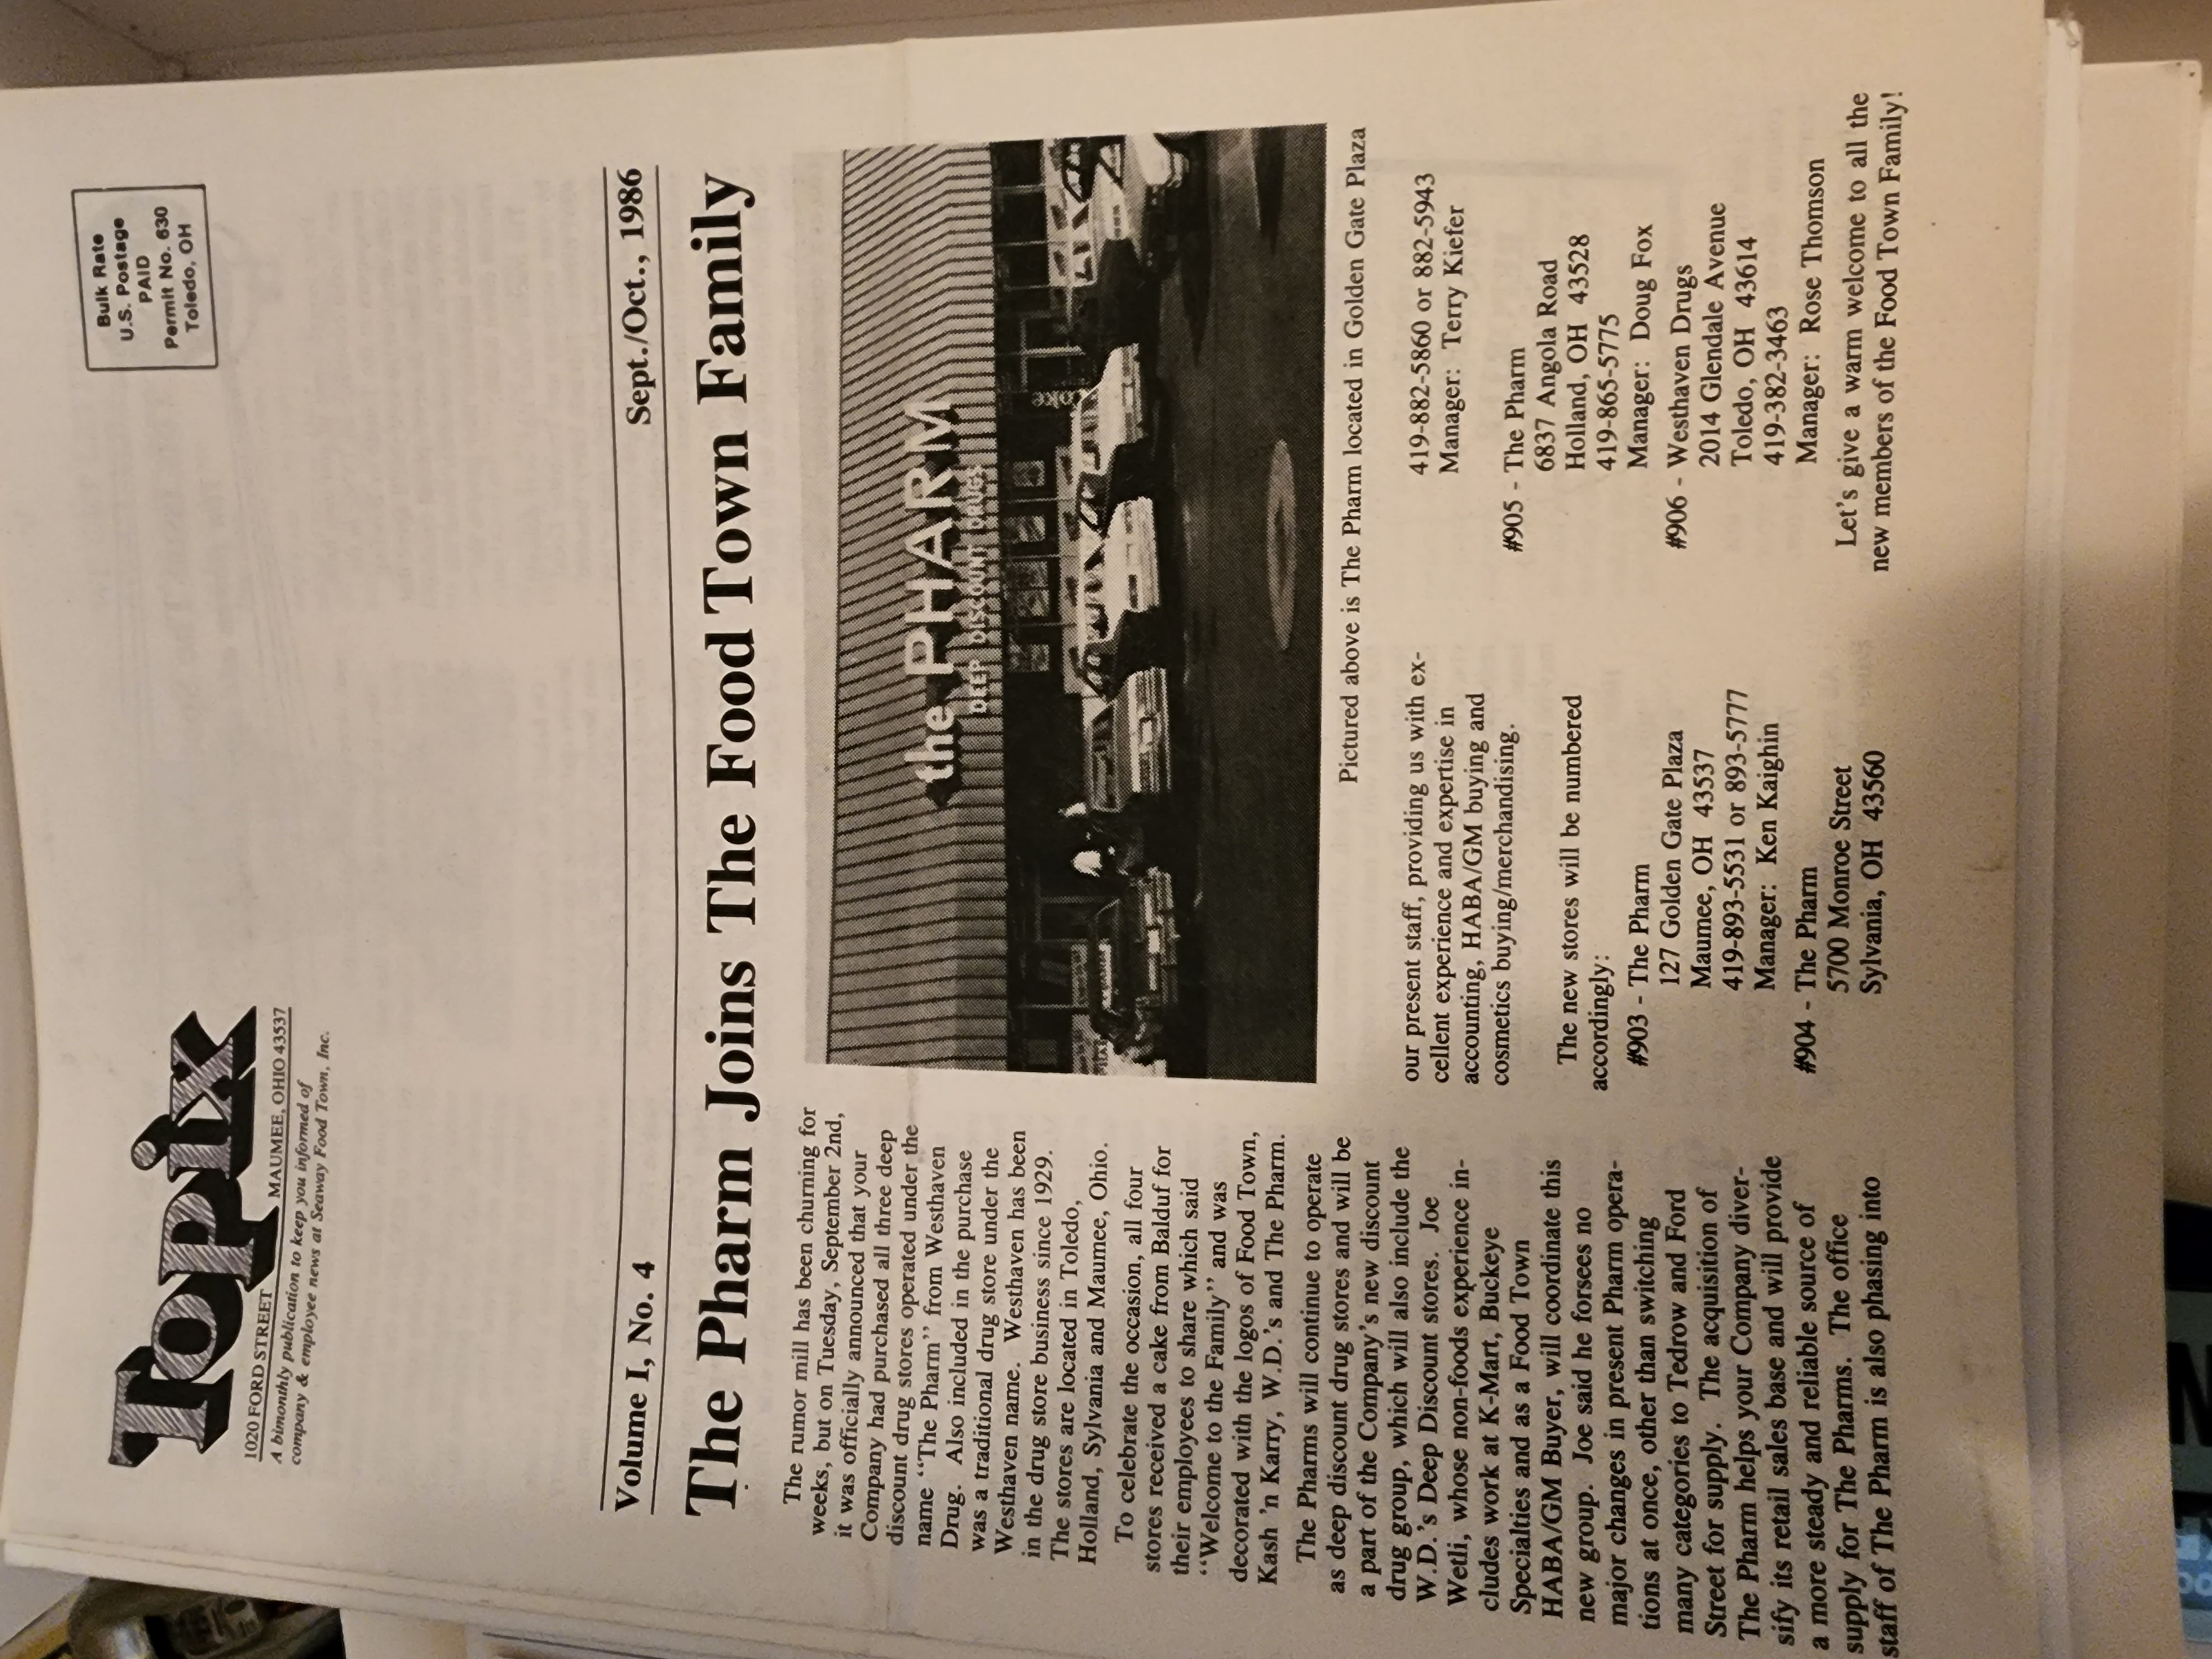 Topix
1020 FORD STREET MAUMEE, OHIO 43537
A bimonthly publication to keep you informed of
company & employee news at Seaway Food Town, Inc.
Bulk Rate
U.S. Postage
PAID
Permit No. 630
Toledo, OH
Volume I, No. 4
Sept./Oct., 1986
The Pharm Joins The Food Town Family
The rumor mill has been churning for
weeks, but on Tuesday, September 2nd,
it was officially announced that your
Company had purchased all three deep
discount drug stores operated under the
name “The Pharm” from Westhaven
Drug. Also included in the purchase
was a traditional drug store under the
Westhaven name. Westhaven has been
in the drug store business since 1929.
The stores are located in Toledo,
Holland, Sylvania and Maumee, Ohio.
To celebrate the occasion, all four
stores received a cake from Balduf for
their employees to share which said
“Welcome to the Family” and was
decorated with the logos of Food Town,
Kash ’n Karry, W.D.’s and The Pharm.
The Pharms will continue to operate
as deep discount drug stores and will be
a part of the Company’s new discount
drug group, which will also include the
W.D.’s Deep Discount stores. Joe
Wetli, whose non-foods experience in-
cludes work at K-Mart, Buckeye
Specialties and as a Food Town
HABA/GM Buyer, will coordinate this
new group. Joe said he forsees no
major changes in present Pharm opera-
tions at once, other than switching
many categories to Tedrow and Ford
Street for supply. The acquisition of
The Pharm helps your Company diver-
sify its retail sales base and will provide
a more steady and reliable source of
supply for The Pharms. The office
staff of The Pharm is also phasing into
the PHARM
DEEP DISCOUNT DRUGS
Coke
Pictured above is The Pharm located in Golden Gate Plaza
our present staff, providing us with ex-
cellent experience and expertise in
accounting, HABA/GM buying and
cosmetics buying/merchandising.
The new stores will be numbered
accordingly:
#903 - The Pharm
127 Golden Gate Plaza
Maumee, OH 43537
419-893-5531 or 893-5777
Manager: Ken Kaighin
#904 - The Pharm
5700 Monroe Street
Sylvania, OH 43560
419-882-5860 or 882-5943
Manager: Terry Kiefer
#905 - The Pharm
6837 Angola Road
Holland, OH 43528
419-865-5775
Manager: Doug Fox
#906 - Westhaven Drugs
2014 Glendale Avenue
Toledo, OH 43614
419-382-3463
Manager: Rose Thomson
Let’s give a warm welcome to all the
new members of the Food Town Family!